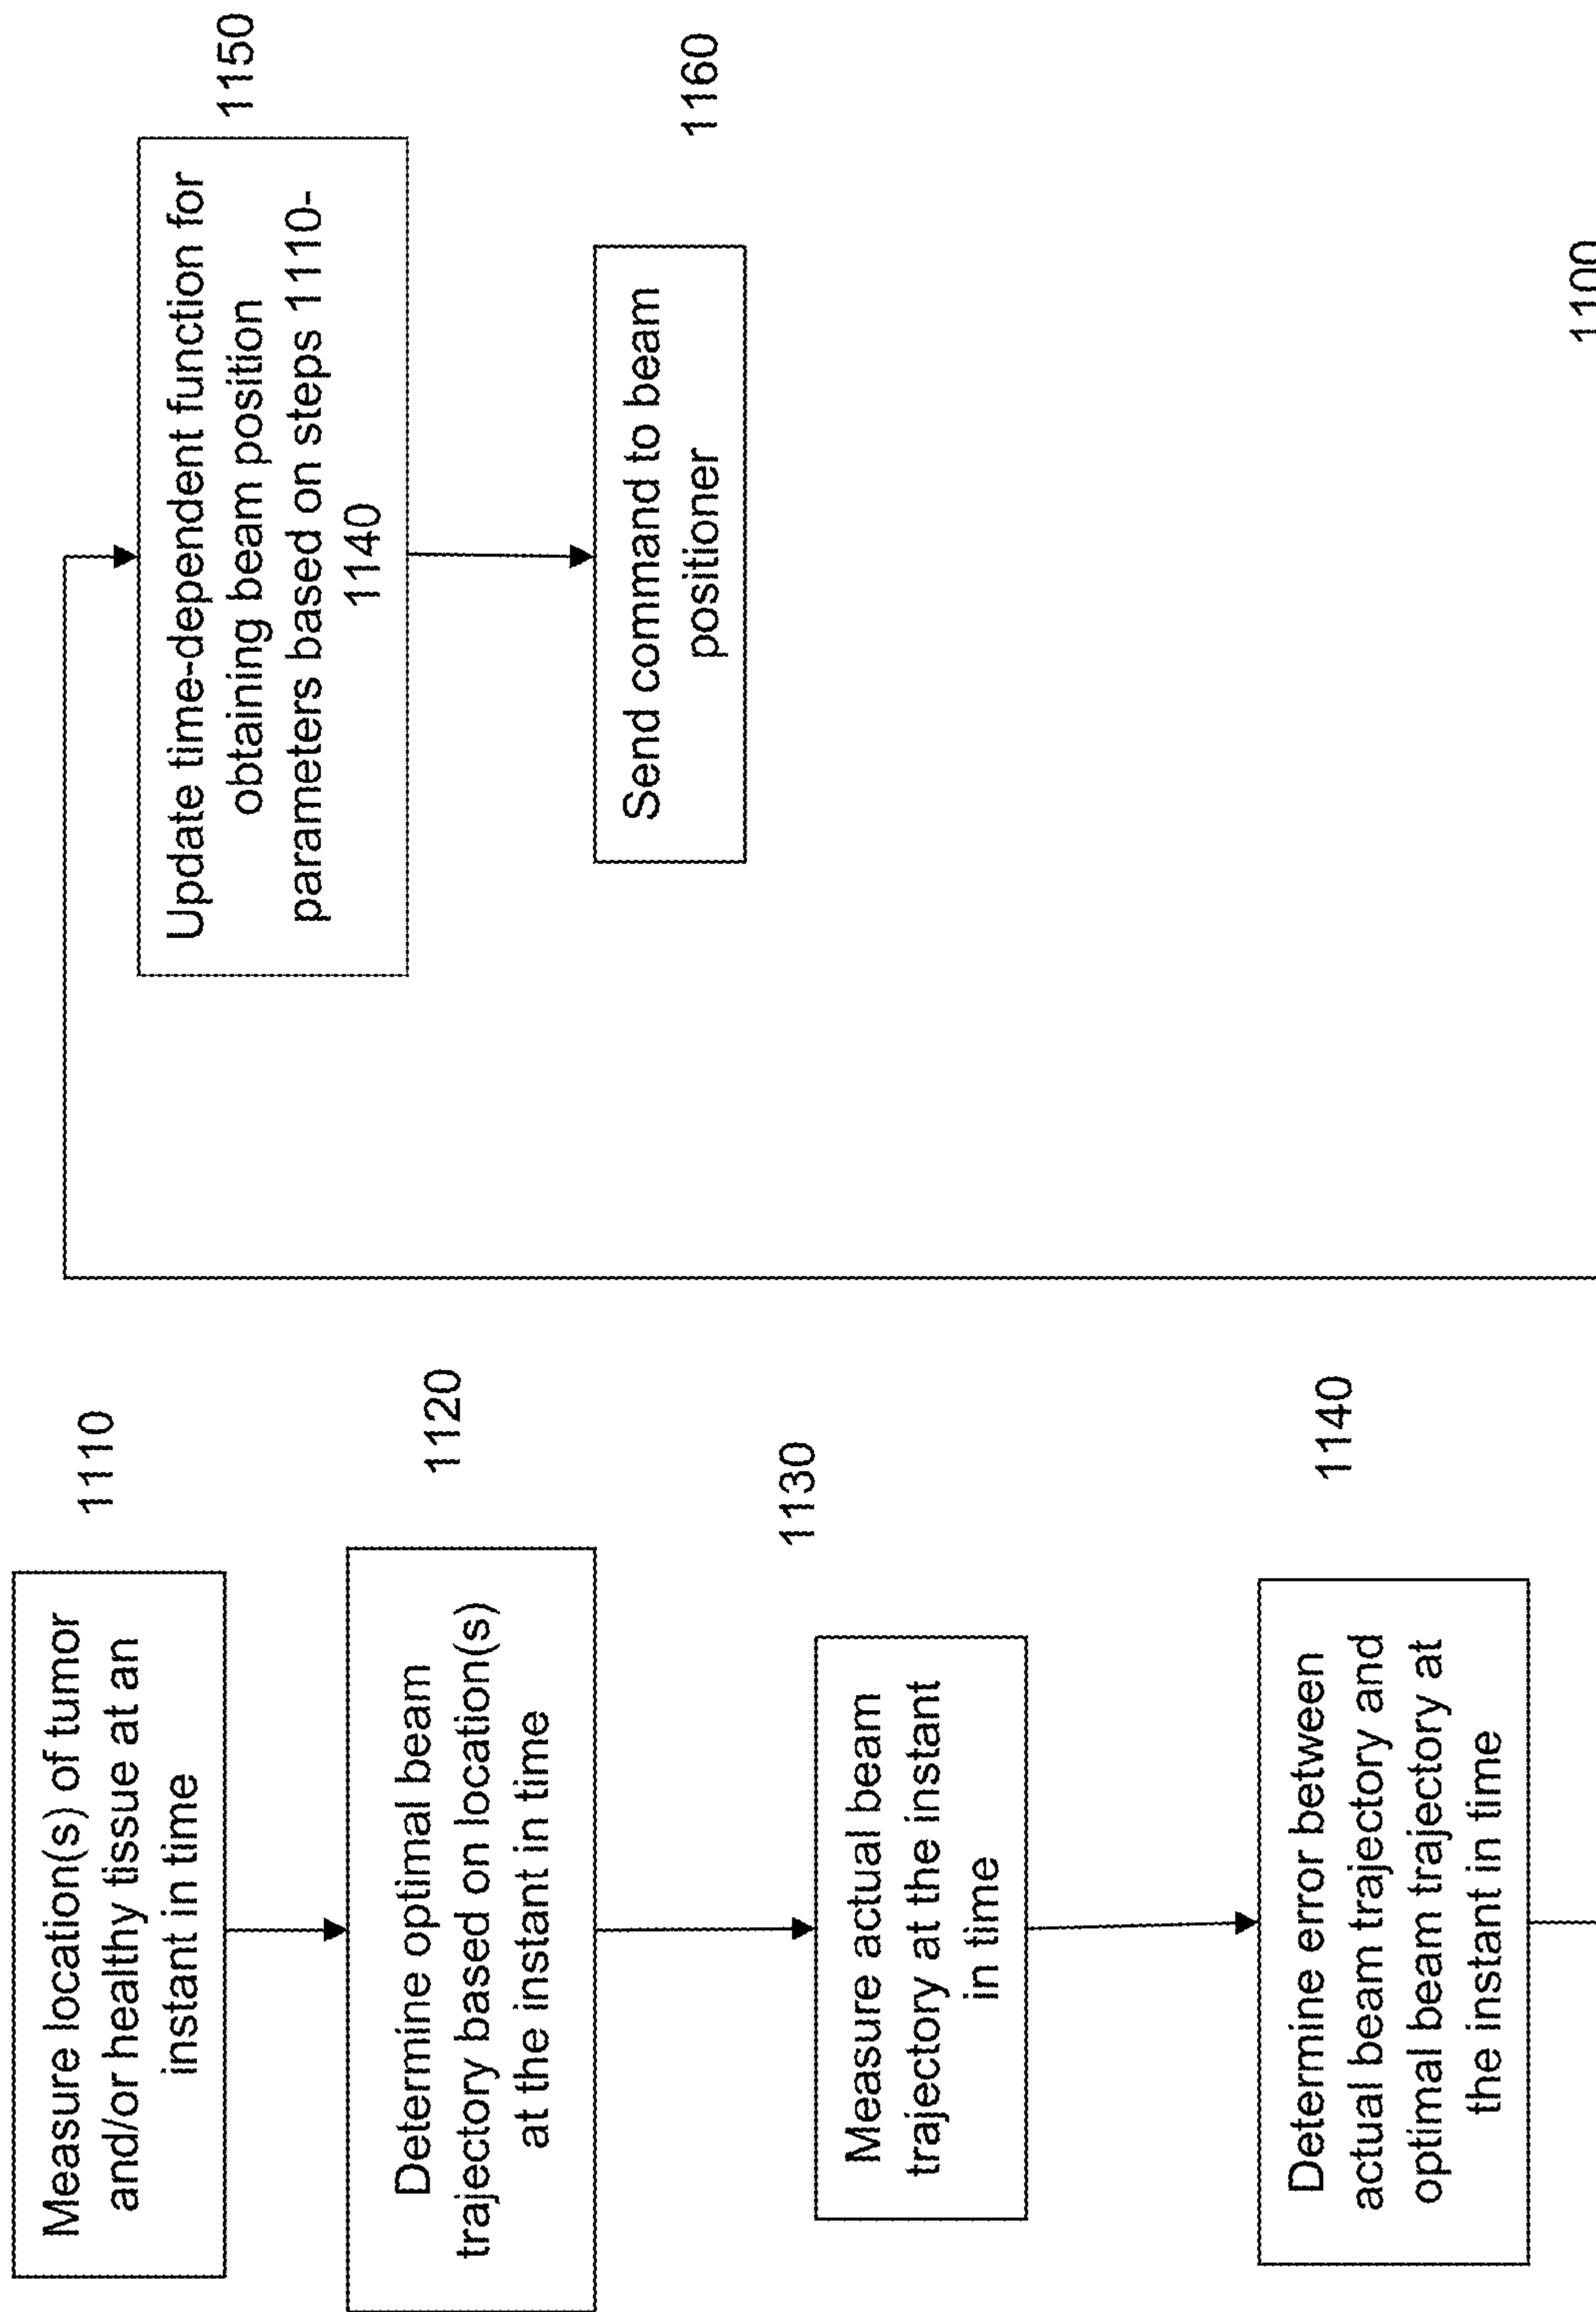 Measure location(s) of tumor
and/or healthy tissue at an
instant in time
1110
Determine optimal beam
trajectory based on location(s)
at the instant in time
1120
Measure actual beam
trajectory at the instant
in time
1130
Determine error between
actual beam trajectory and
optimal beam trajectory at
the instant in time
1140
Update time-dependent function for
obtaining beam position
parameters based on steps 1110-
1140
1150
Send command to beam
positioner
1160
1100